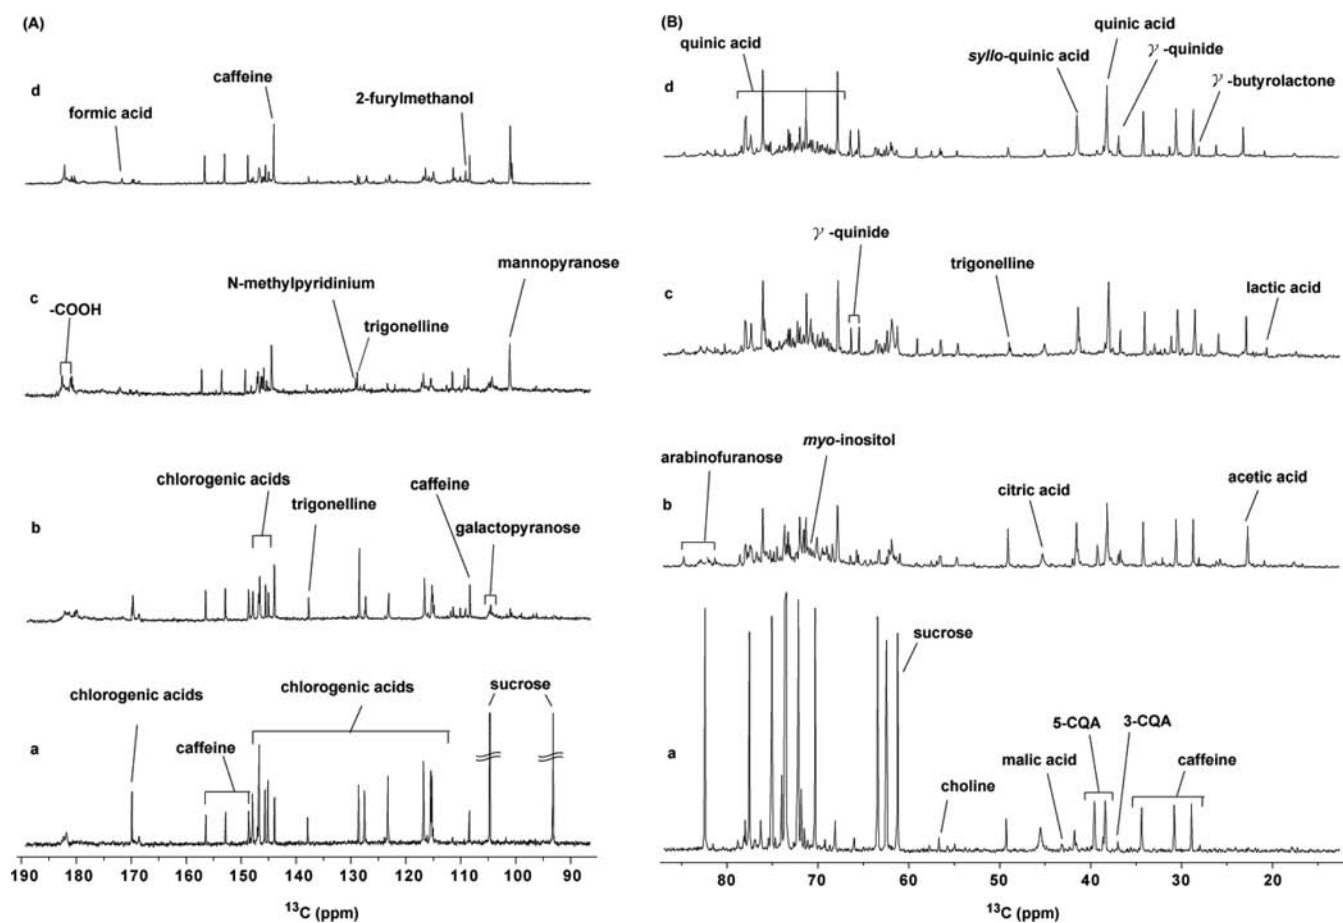 (A)
d
formic acid
caffeine
2-furylmethanol
c
-COOH
N-methylpyridinium
trigonelline
mannopyranose
b
chlorogenic acids
trigonelline
caffeine
galactopyranose
a
chlorogenic acids
caffeine
chlorogenic acids
sucrose
190 180 170 160 150 140 130 120 110 100 90
13C (ppm)
(B)
d
quinic acid
syllo-quinic acid
quinic acid
γ -quinide
γ -butyrolactone
c
γ -quinide
trigonelline
lactic acid
b
arabinofuranose
myo-inositol
citric acid
acetic acid
a
sucrose
choline
malic acid
5-CQA
3-CQA
caffeine
80 70 60 50 40 30 20
13C (ppm)